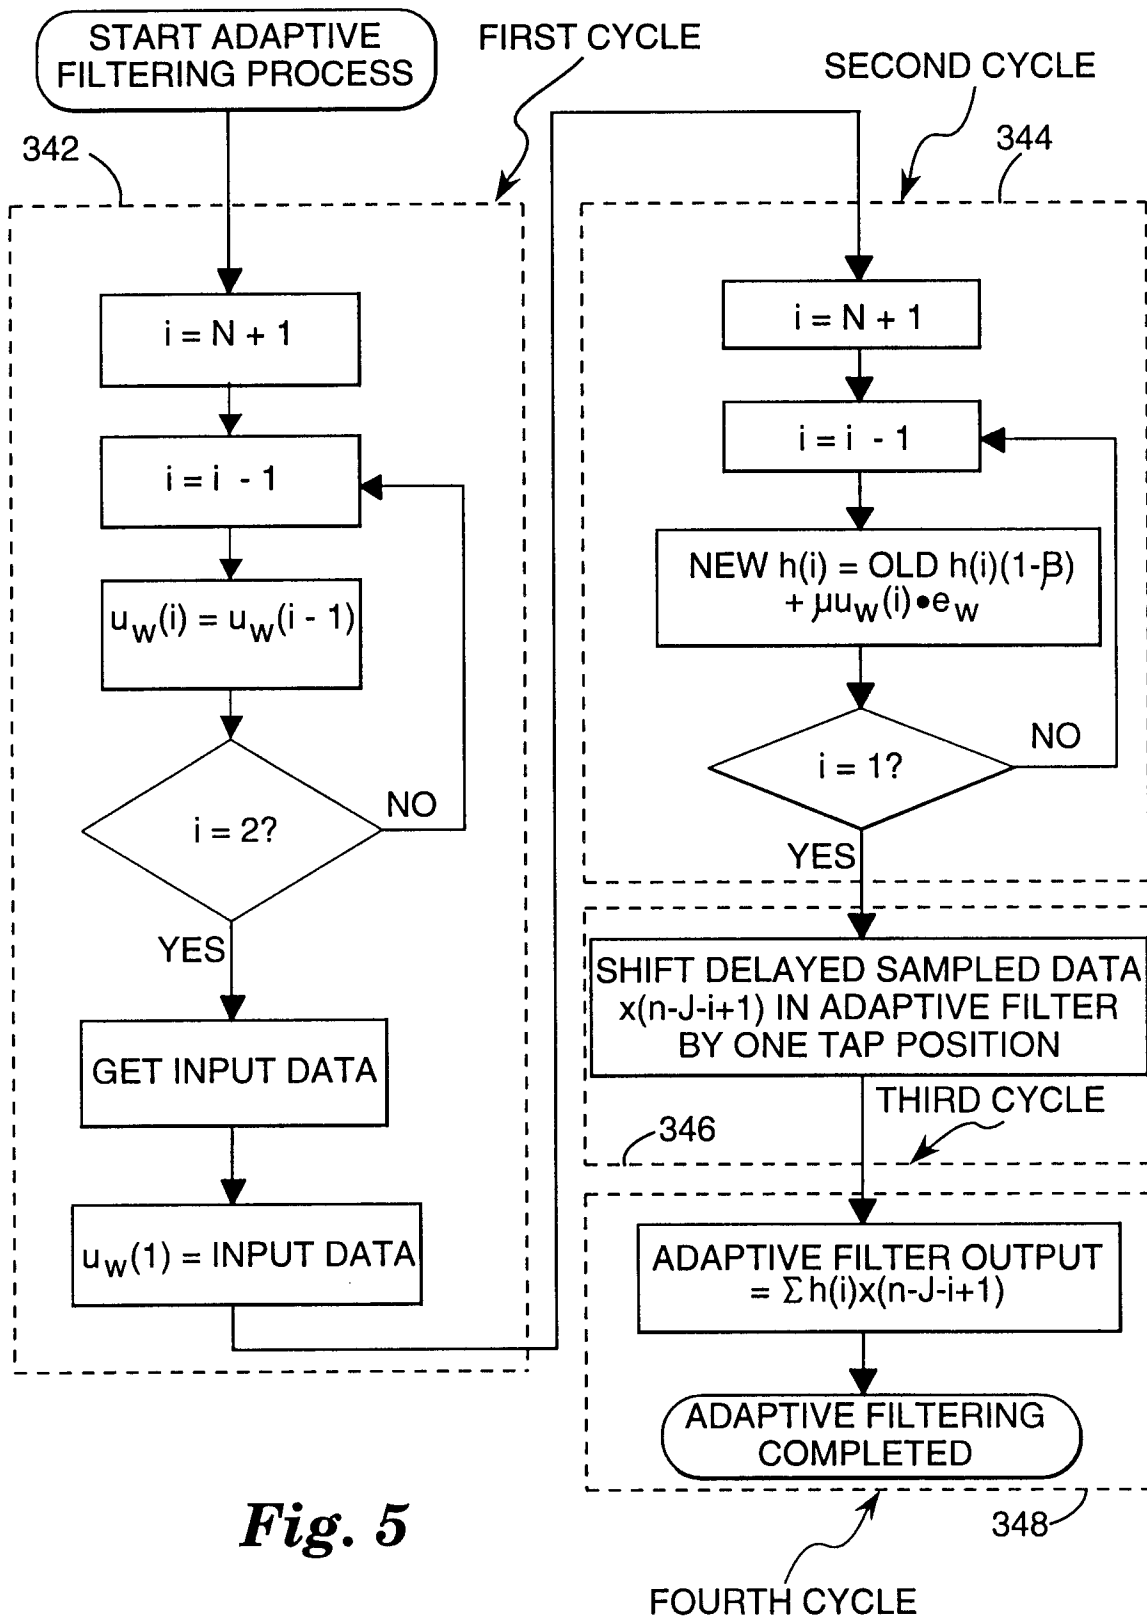 START ADAPTIVE
FILTERING PROCESS
FIRST CYCLE
342
i = N + 1
i = i - 1
u_w(i) = u_w(i - 1)
i = 2?
NO
YES
GET INPUT DATA
u_w(1) = INPUT DATA
SECOND CYCLE
344
i = N + 1
i = i - 1
NEW h(i) = OLD h(i)(1-β)
+ μu_w(i)•e_w
i = 1?
NO
YES
SHIFT DELAYED SAMPLED DATA
x(n-J-i+1) IN ADAPTIVE FILTER
BY ONE TAP POSITION
THIRD CYCLE
346
ADAPTIVE FILTER OUTPUT
= Σh(i)x(n-J-i+1)
ADAPTIVE FILTERING
COMPLETED
348
FOURTH CYCLE
Fig. 5